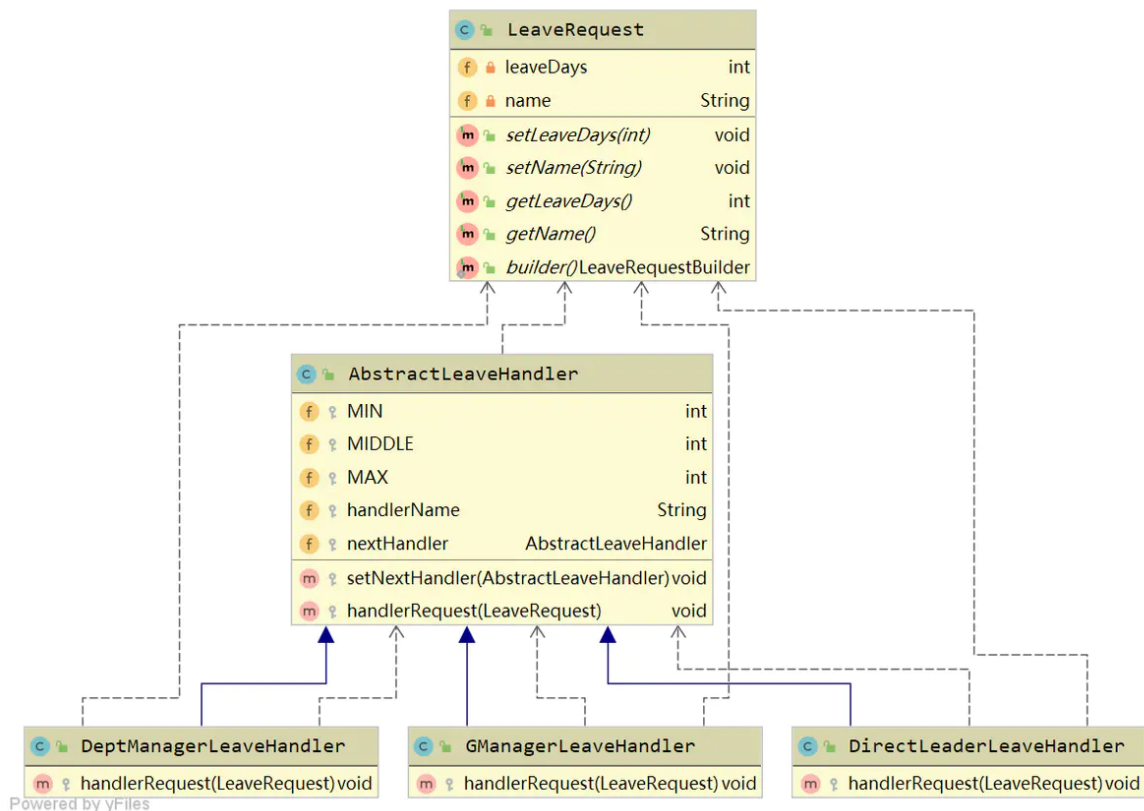 LeaveRequest
leaveDays int
name String
setLeaveDays(int) void
setName(String) void
getLeaveDays() int
getName() String
builder()LeaveRequestBuilder
AbstractLeaveHandler
MIN int
MIDDLE int
MAX int
handlerName String
nextHandler AbstractLeaveHandler
setNextHandler(AbstractLeaveHandler)void
handlerRequest(LeaveRequest) void
DeptManagerLeaveHandler
handlerRequest(LeaveRequest)void
GManagerLeaveHandler
handlerRequest(LeaveRequest)void
DirectLeaderLeaveHandler
handlerRequest(LeaveRequest)void
Powered by yFiles